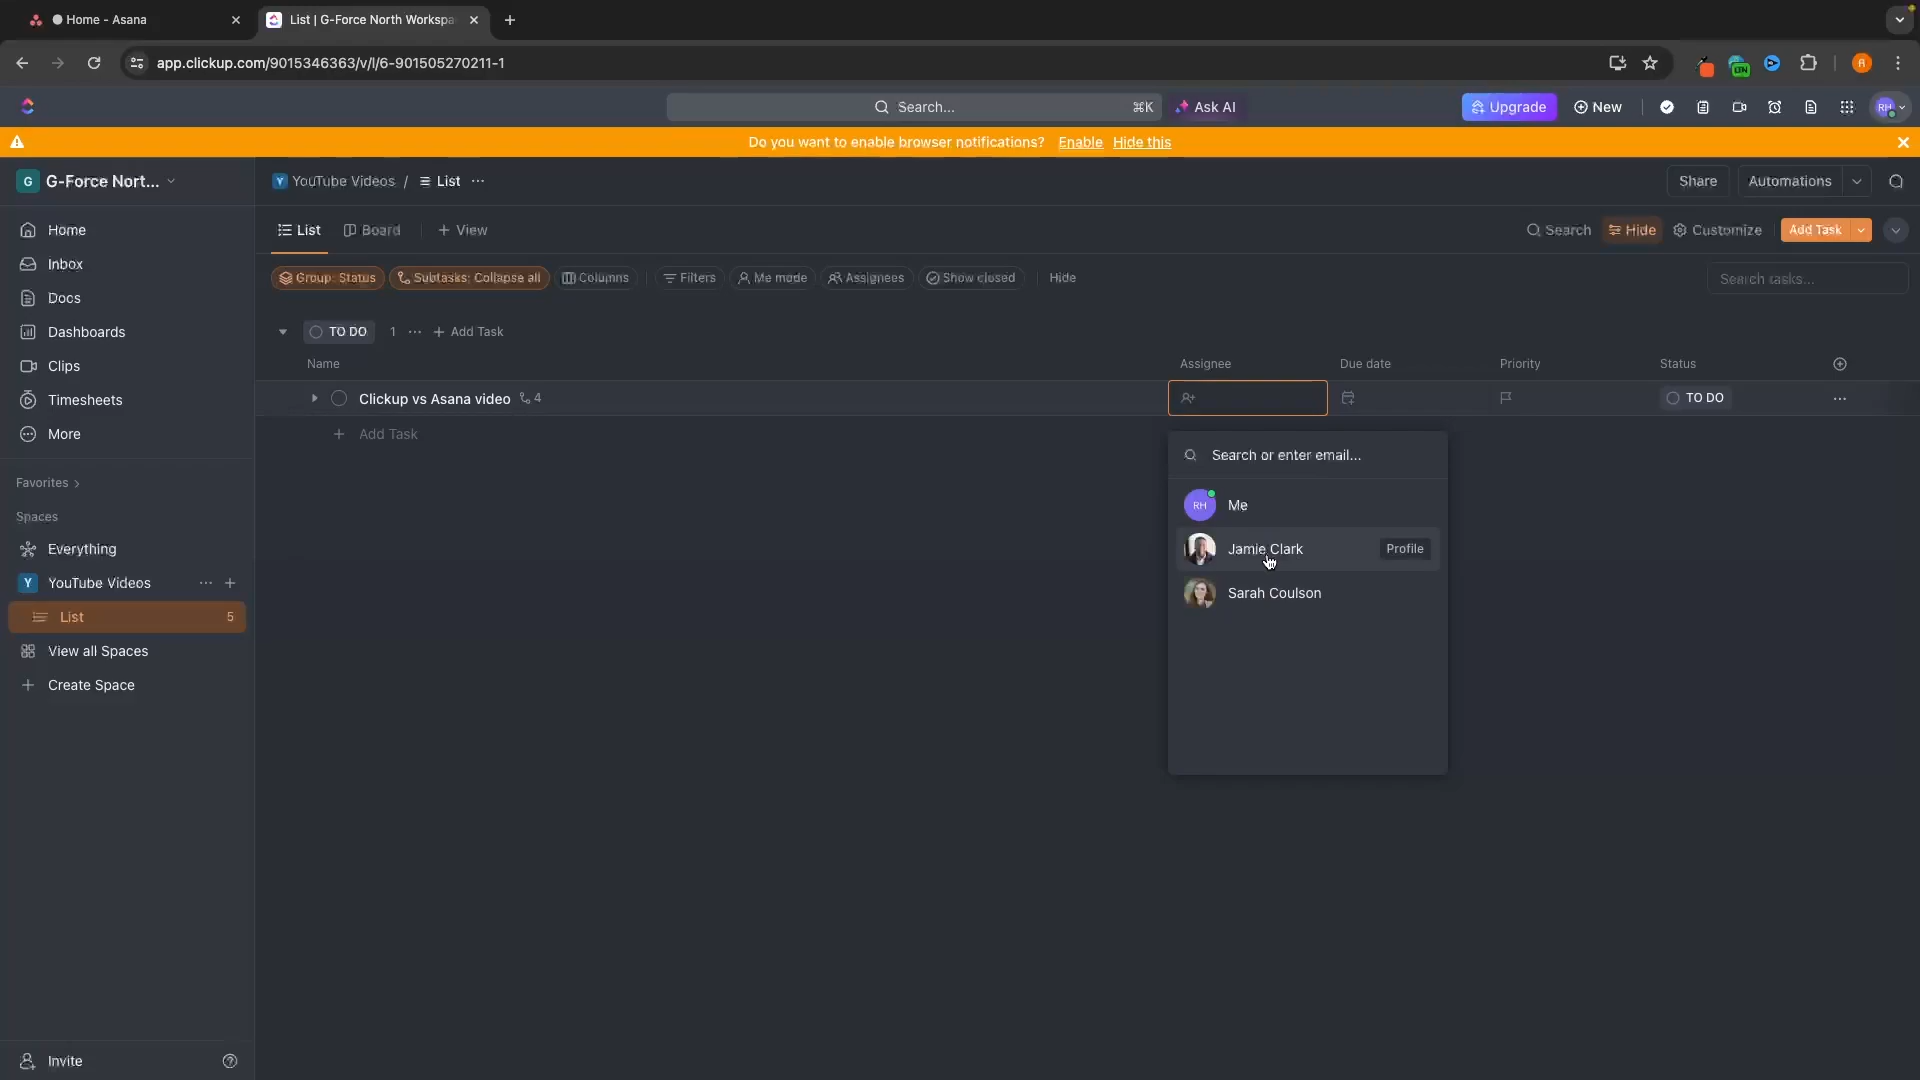 Home - Asana
List | G-Force North Workspa
app.clickup.com/9015346363/v/l/6-901505270211-1
Search... ⌘K
Ask AI
Upgrade
New
RH
Do you want to enable browser notifications? Enable Hide this
G G-Force Nort...
Y YouTube Videos / List ...
Share
Automations
Home
Inbox
Docs
Dashboards
Clips
Timesheets
More
Favorites
Spaces
Everything
Y YouTube Videos ...
List 5
View all Spaces
Create Space
Invite
List
Board
+ View
Search
Hide
Customize
Add Task
Group: Status
Subtasks: Collapse all
Columns
Filters
Me mode
Assignees
Show closed
Hide
Search tasks...
TO DO 1 ... + Add Task
Name Assignee Due date Priority Status
Clickup vs Asana video 4 TO DO ...
+ Add Task
Search or enter email...
RH Me
Jamie Clark Profile
Sarah Coulson